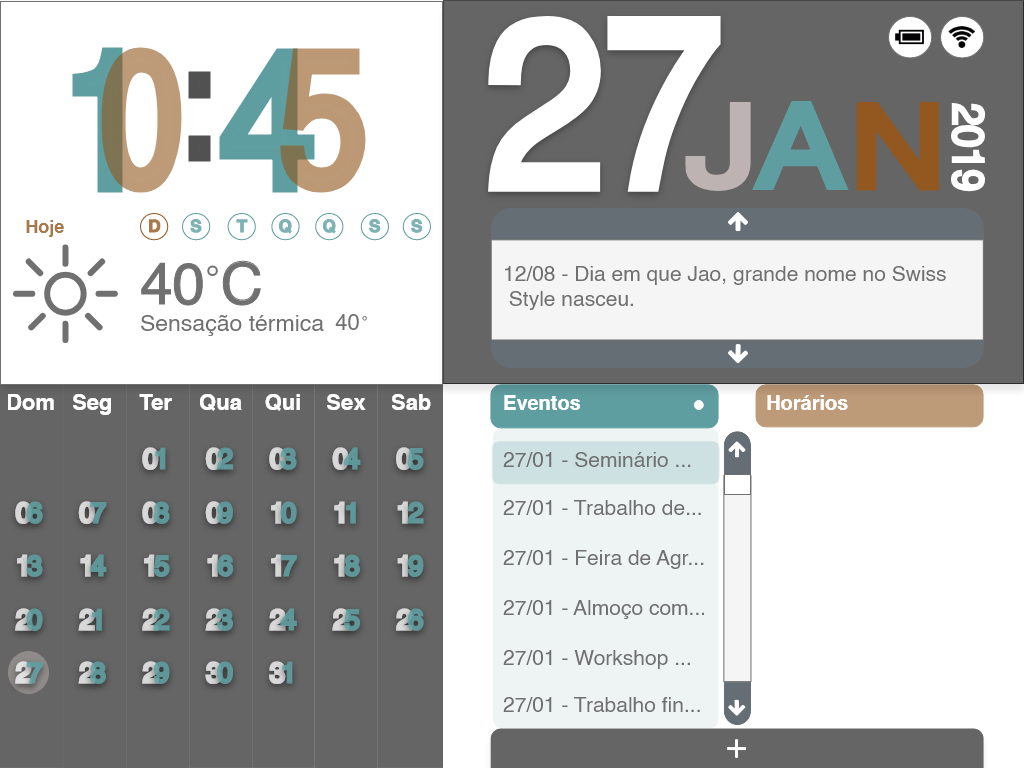 10:45
Hoje D S T Q Q S S
40°C
Sensação térmica 40°
27 JAN 2019
12/08 - Dia em que Jao, grande nome no Swiss
Style nasceu.
Dom Seg Ter Qua Qui Sex Sab
01 02 03 04 05
06 07 08 09 10 11 12
13 14 15 16 17 18 19
20 21 22 23 24 25 26
27 28 29 30 31
Eventos
27/01 - Seminário ...
27/01 - Trabalho de...
27/01 - Feira de Agr...
27/01 - Almoço com...
27/01 - Workshop ...
27/01 - Trabalho fin...
Horários
+